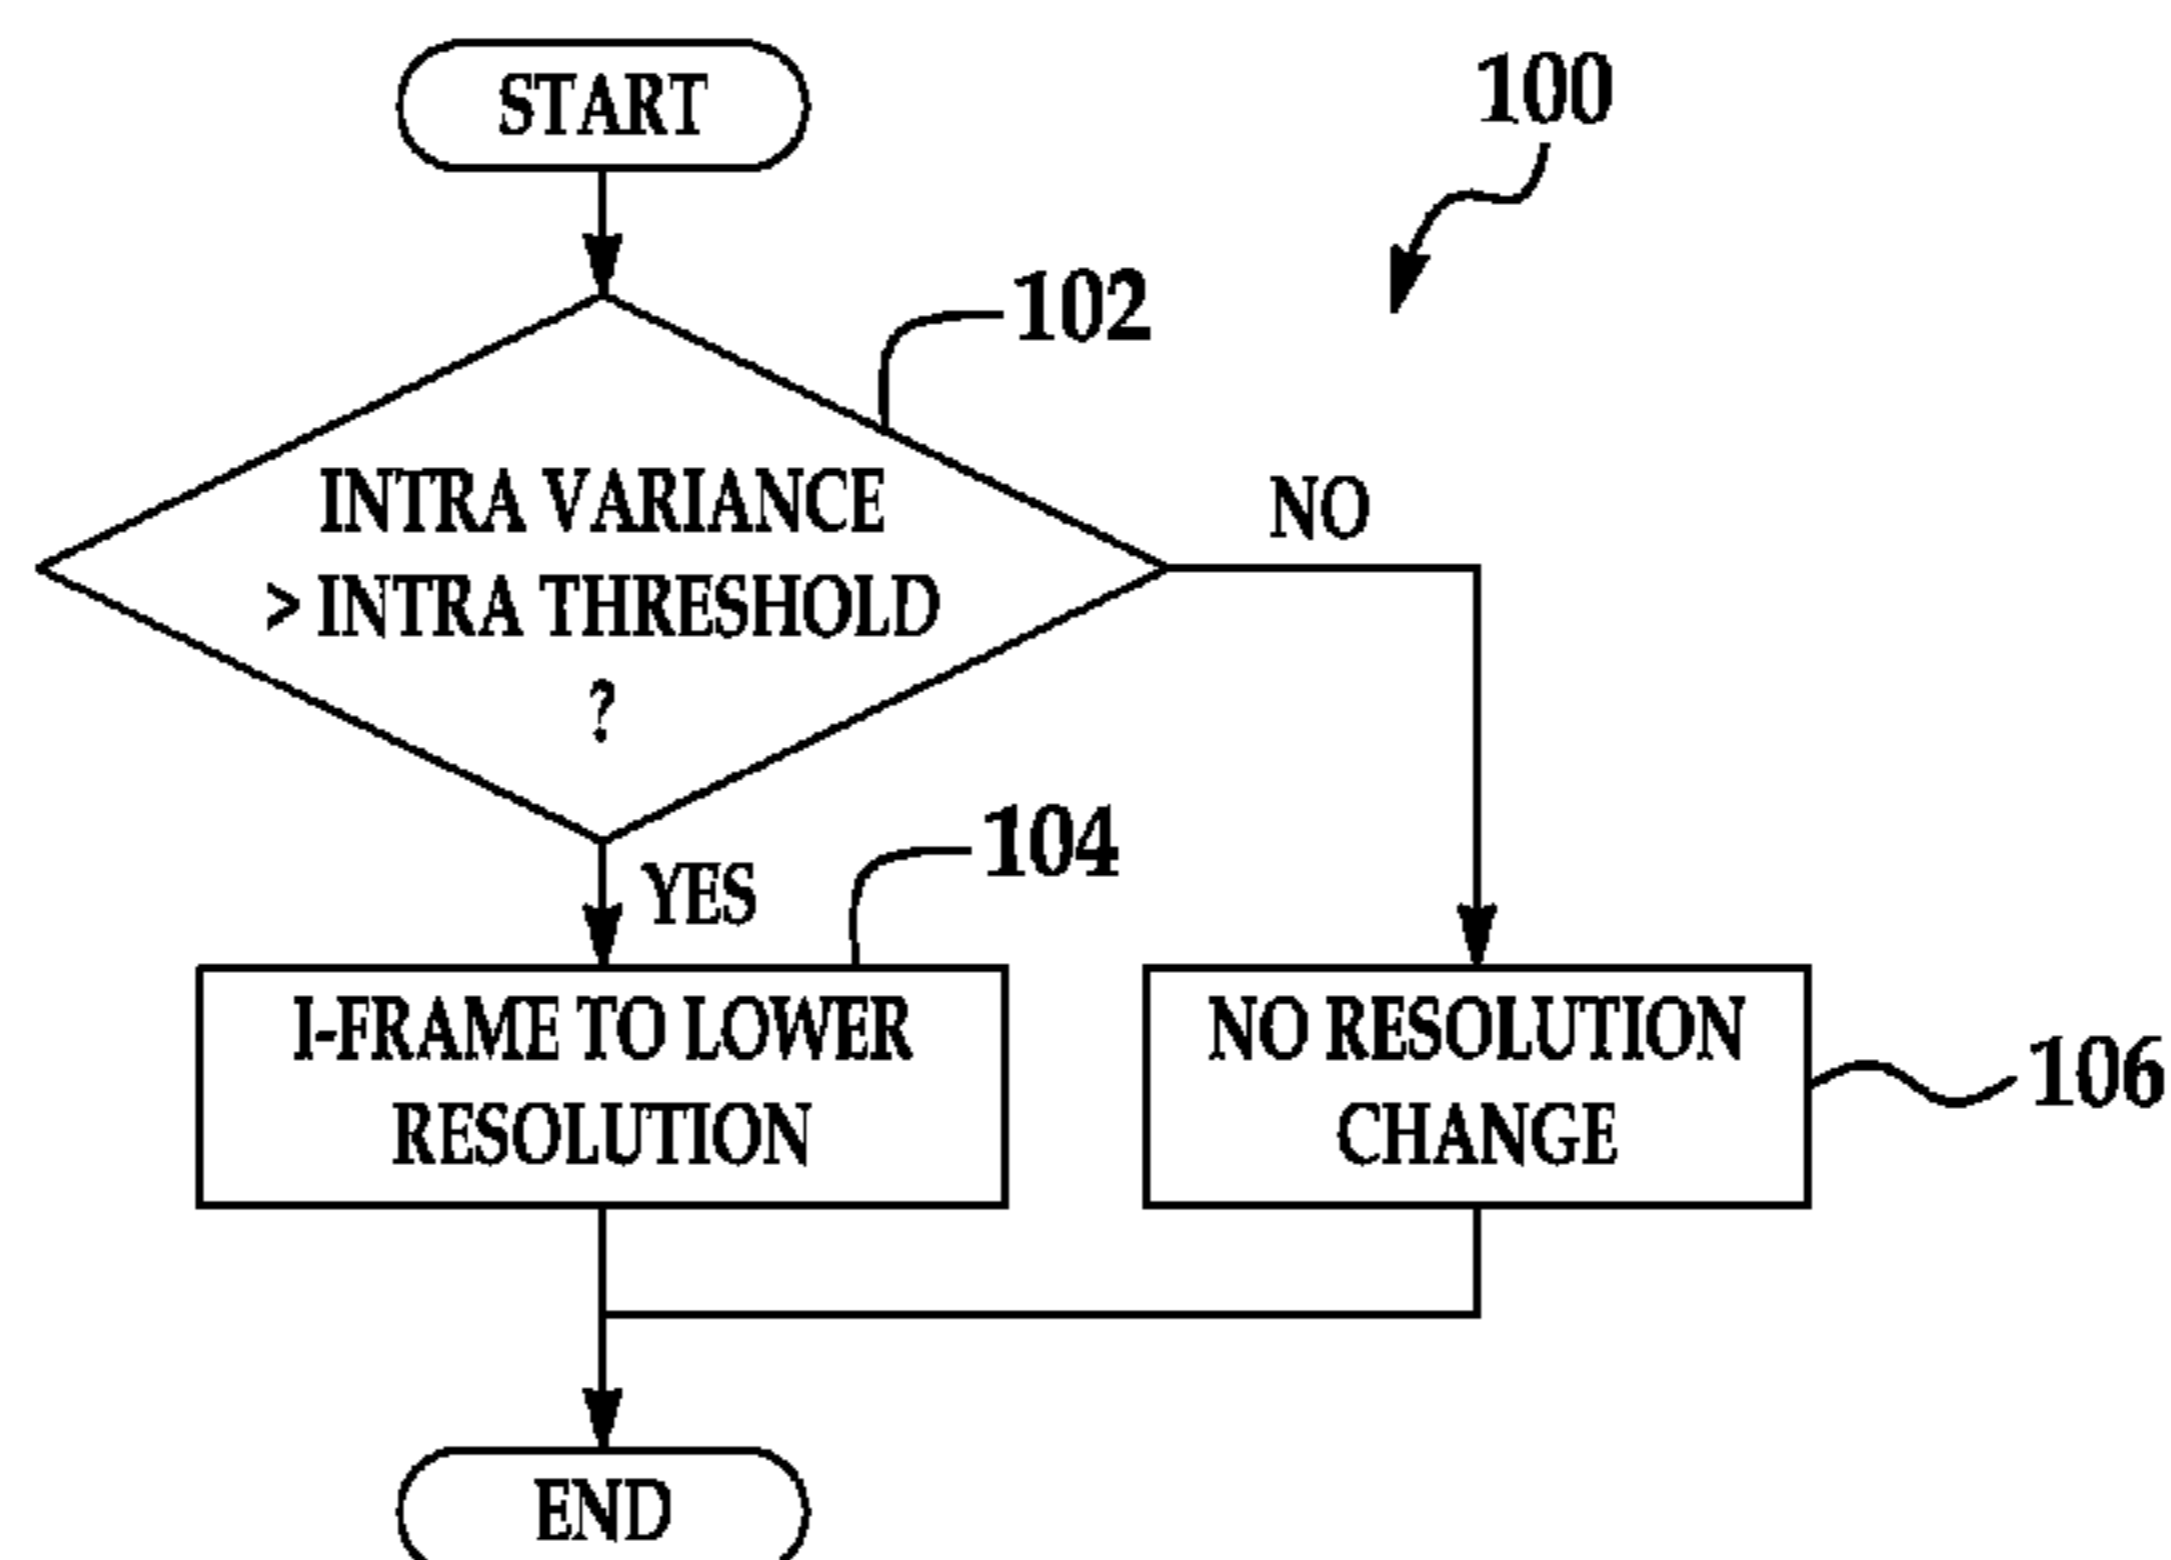 START
100
102
INTRA VARIANCE
> INTRA THRESHOLD
?
NO
YES
104
I-FRAME TO LOWER
RESOLUTION
NO RESOLUTION
CHANGE
106
END